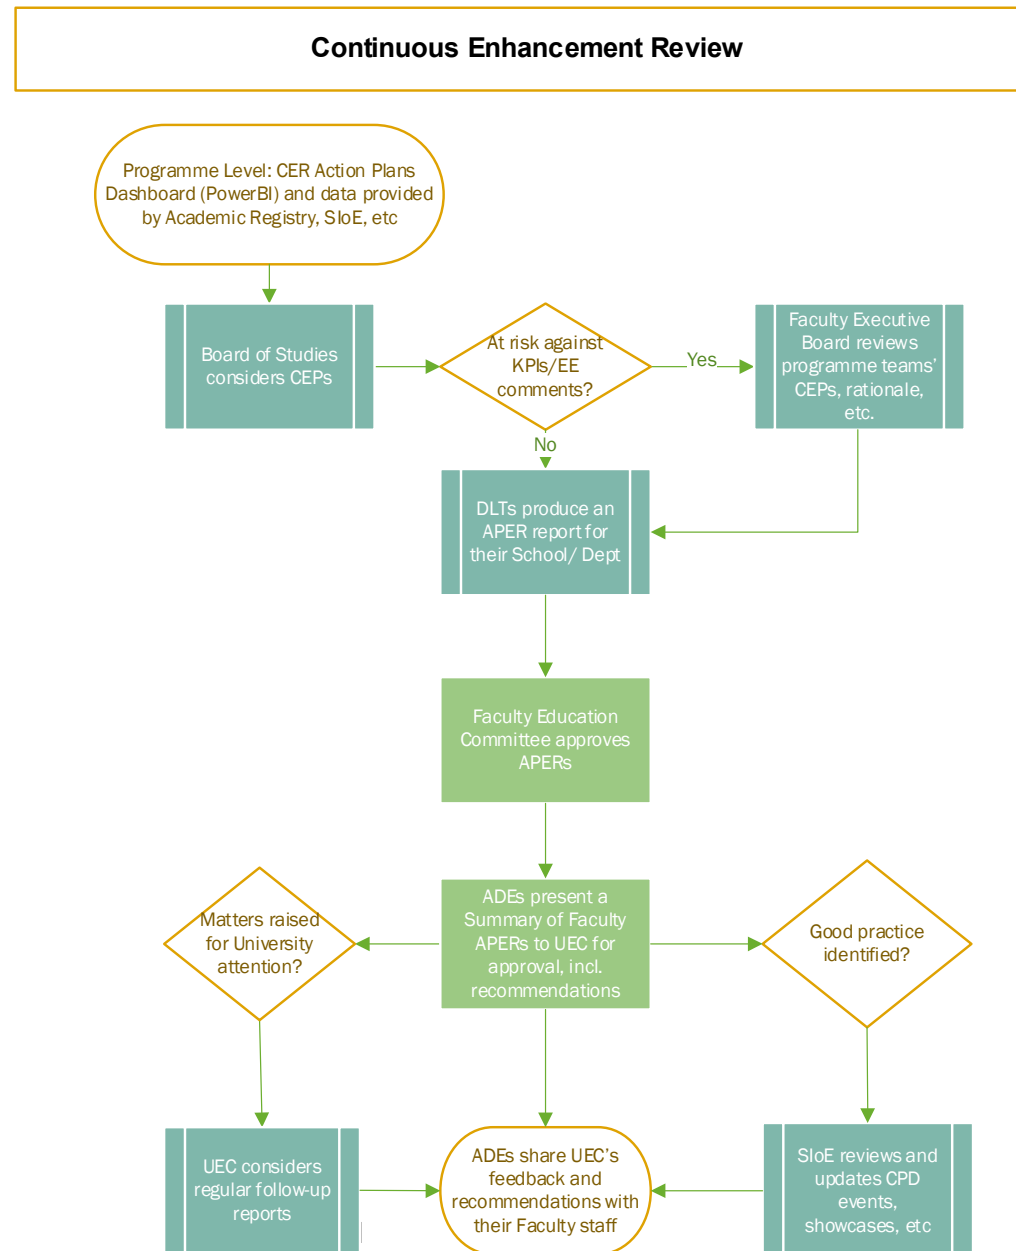 Continuous Enhancement Review
Programme Level: CER Action Plans
Dashboard (PowerBI) and data provided
by Academic Registry, SIoE, etc
Board of Studies
considers CEPs
At risk against
KPIs/EE
comments?
Yes
Faculty Executive
Board reviews
programme teams’
CEPs, rationale,
etc.
No
DLTs produce an
APER report for
their School/ Dept
Faculty Education
Committee approves
APERs
Matters raised
for University
attention?
ADEs present a
Summary of Faculty
APERs to UEC for
approval, incl.
recommendations
Good practice
identified?
UEC considers
regular follow-up
reports
ADEs share UEC’s
feedback and
recommendations with
their Faculty staff
SIoE reviews and
updates CPD
events,
showcases, etc